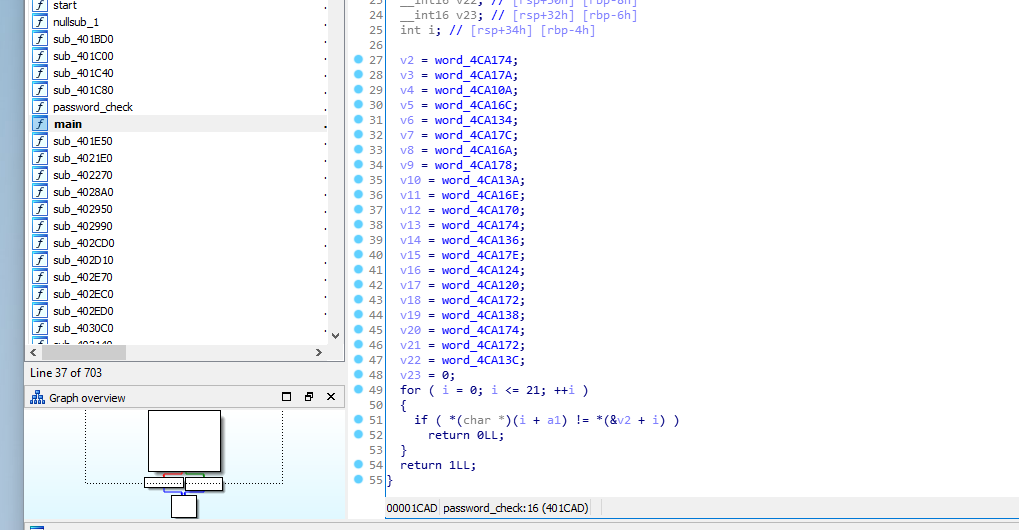 start
nullsub_1
sub_401BD0
sub_401C00
sub_401C40
sub_401C80
password_check
main
sub_401E50
sub_4021E0
sub_402270
sub_4028A0
sub_402950
sub_402990
sub_402CD0
sub_402D10
sub_402E70
sub_402EC0
sub_402ED0
sub_4030C0
Line 37 of 703
Graph overview
24 __int16 v23; // [rsp+32h] [rbp-6h]
25 int i; // [rsp+34h] [rbp-4h]
26
27 v2 = word_4CA174;
28 v3 = word_4CA17A;
29 v4 = word_4CA10A;
30 v5 = word_4CA16C;
31 v6 = word_4CA134;
32 v7 = word_4CA17C;
33 v8 = word_4CA16A;
34 v9 = word_4CA178;
35 v10 = word_4CA13A;
36 v11 = word_4CA16E;
37 v12 = word_4CA170;
38 v13 = word_4CA174;
39 v14 = word_4CA136;
40 v15 = word_4CA17E;
41 v16 = word_4CA124;
42 v17 = word_4CA120;
43 v18 = word_4CA172;
44 v19 = word_4CA138;
45 v20 = word_4CA174;
46 v21 = word_4CA172;
47 v22 = word_4CA13C;
48 v23 = 0;
49 for ( i = 0; i <= 21; ++i )
50 {
51 if ( *(char *)(i + a1) != *(&v2 + i) )
52 return 0LL;
53 }
54 return 1LL;
55 }
00001CAD password_check:16 (401CAD)